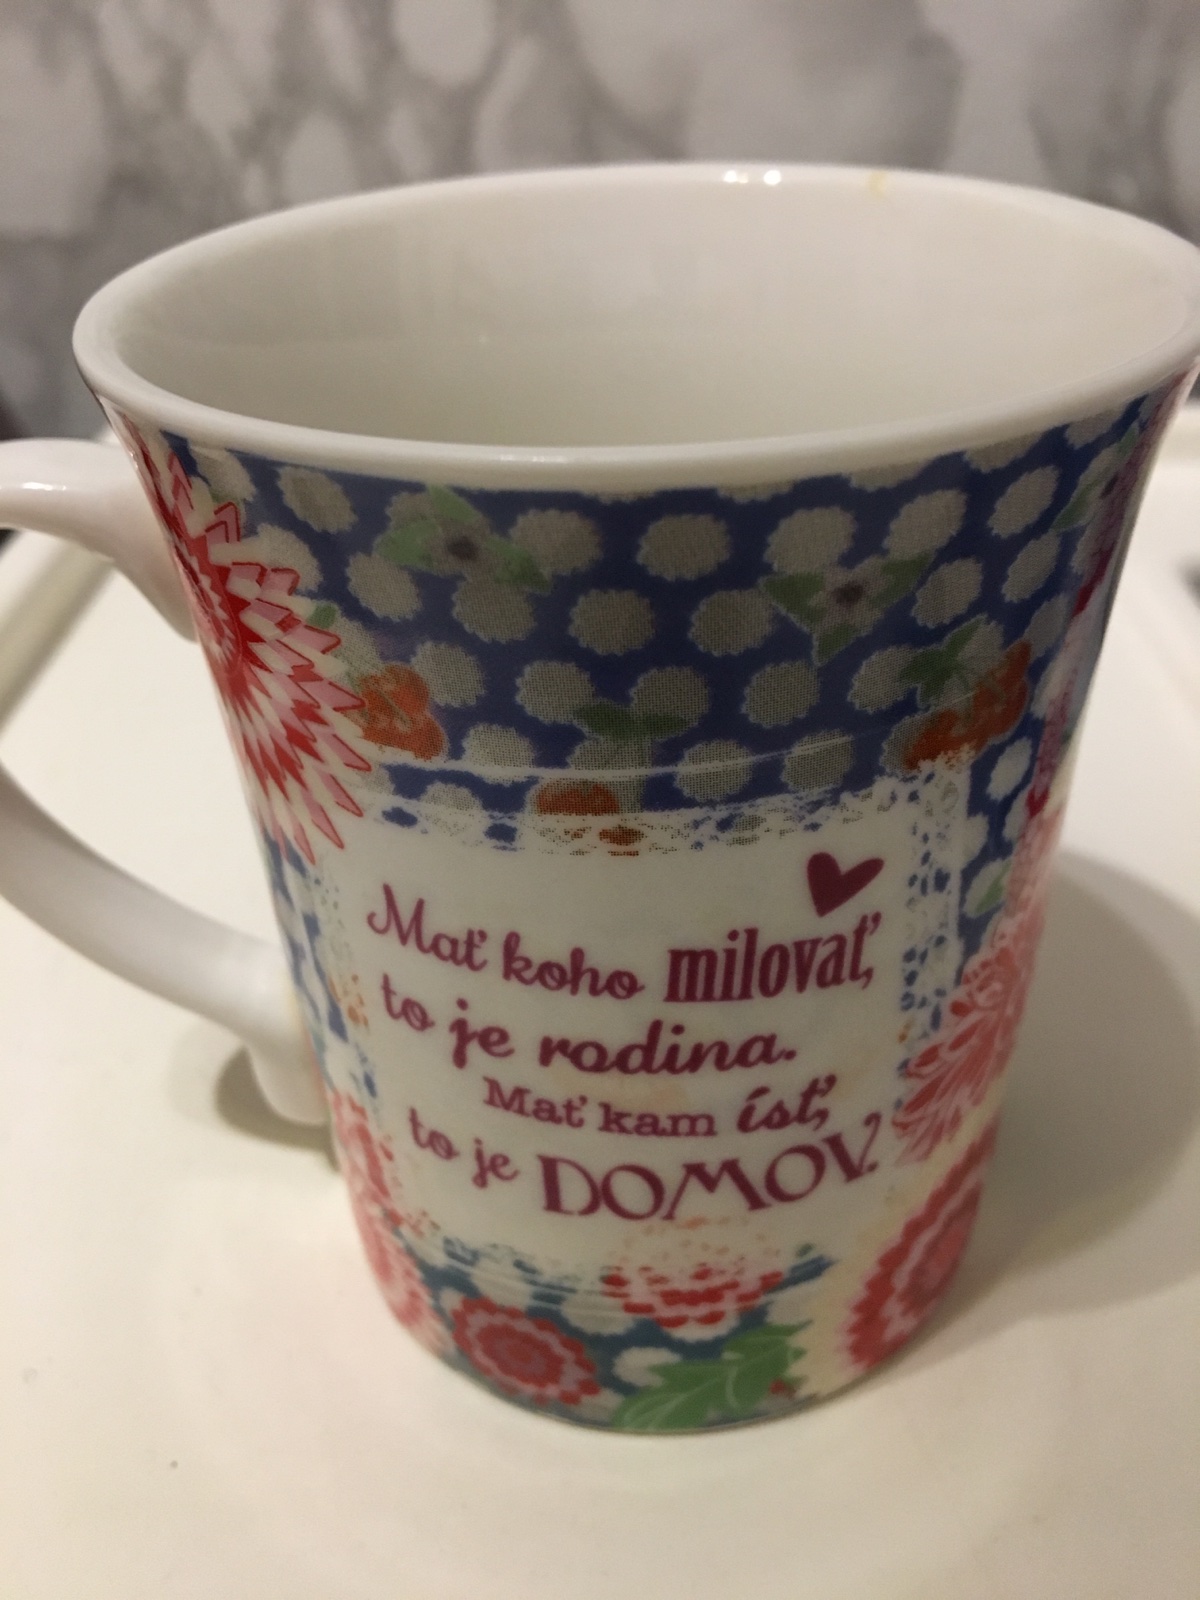 Mať koho milovať,
to je rodina.
Mať kam ísť,
to je DOMOV.